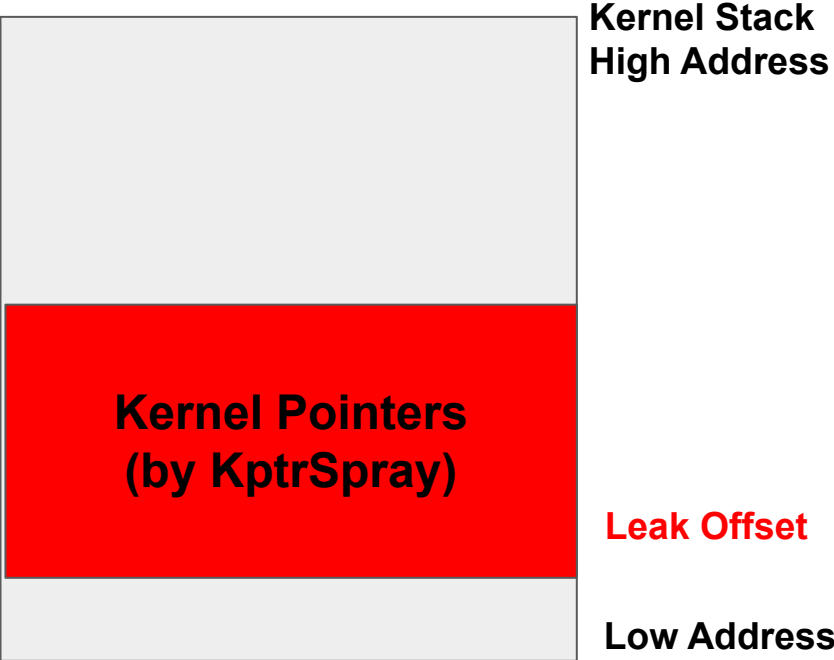 Kernel Stack
High Address
Kernel Pointers
(by KptrSpray)
Leak Offset
Low Address